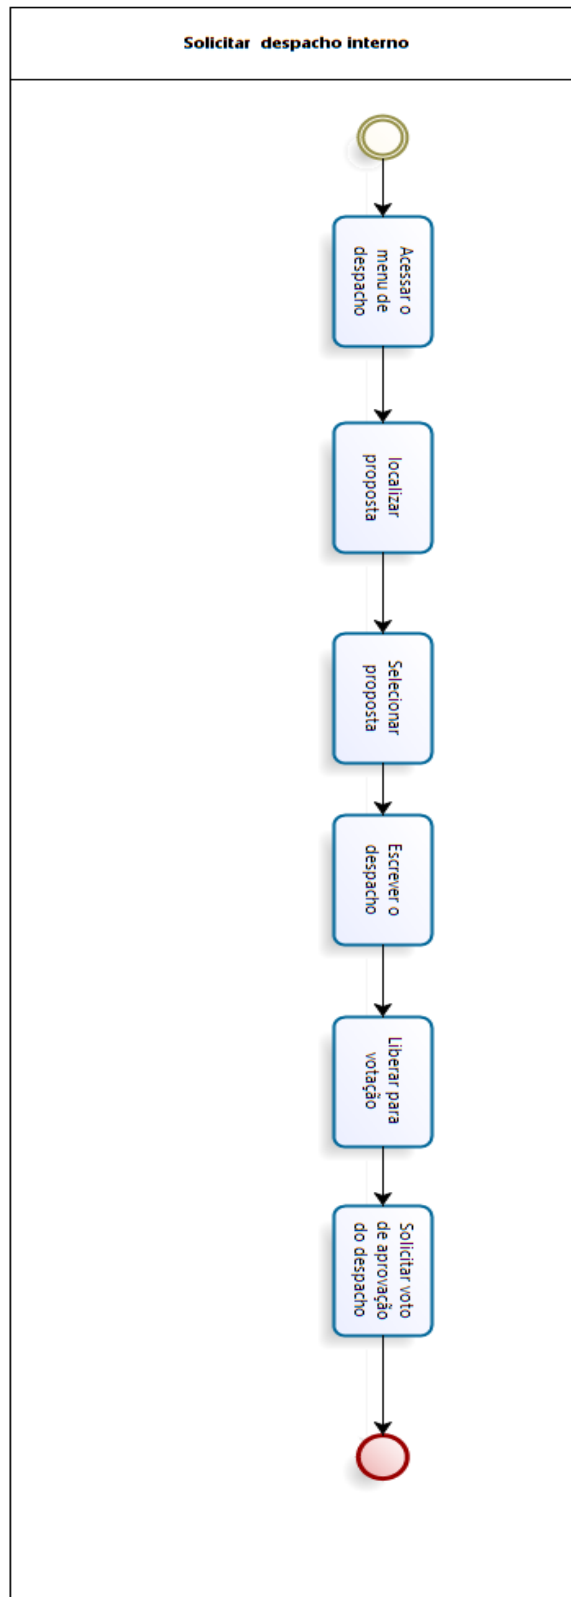 Solicitar despacho interno
Acessar o
menu de
despacho
localizar
proposta
Selecionar
proposta
Escrever o
despacho
Liberar para
votação
Solicitar voto
de aprovação
do despacho